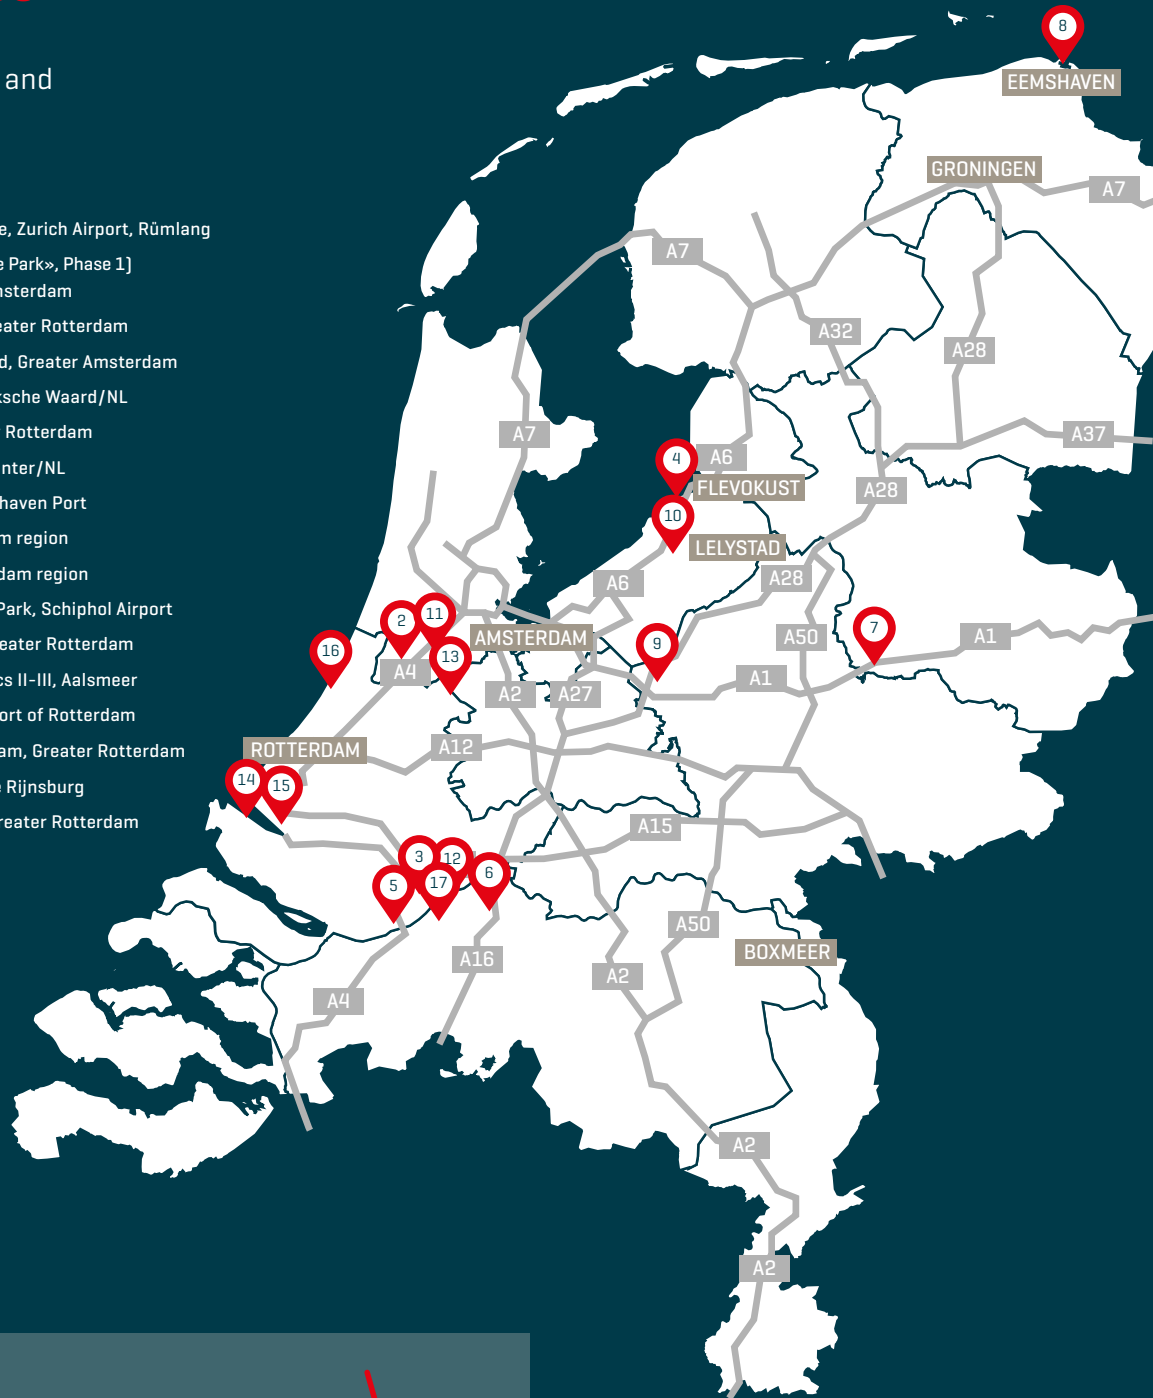 and
e, Zurich Airport, Rümlang
e Park», Phase 1)
msterdam
eater Rotterdam
d, Greater Amsterdam
ksche Waard/NL
r Rotterdam
nter/NL
haven Port
m region
dam region
Park, Schiphol Airport
eater Rotterdam
cs II-III, Aalsmeer
ort of Rotterdam
am, Greater Rotterdam
e Rijnsburg
reater Rotterdam
8
EEMSHAVEN
GRONINGEN
A7
A7
A32
A28
A7
A37
4
A6
FLEVOKUST
A28
10
LELYSTAD
A28
A6
2
11
AMSTERDAM
A50
7
A1
16
13
9
A4
A2
A27
A1
ROTTERDAM
A12
14
15
A15
3
12
5
17
6
A50
BOXMEER
A16
A2
A4
A2
A2